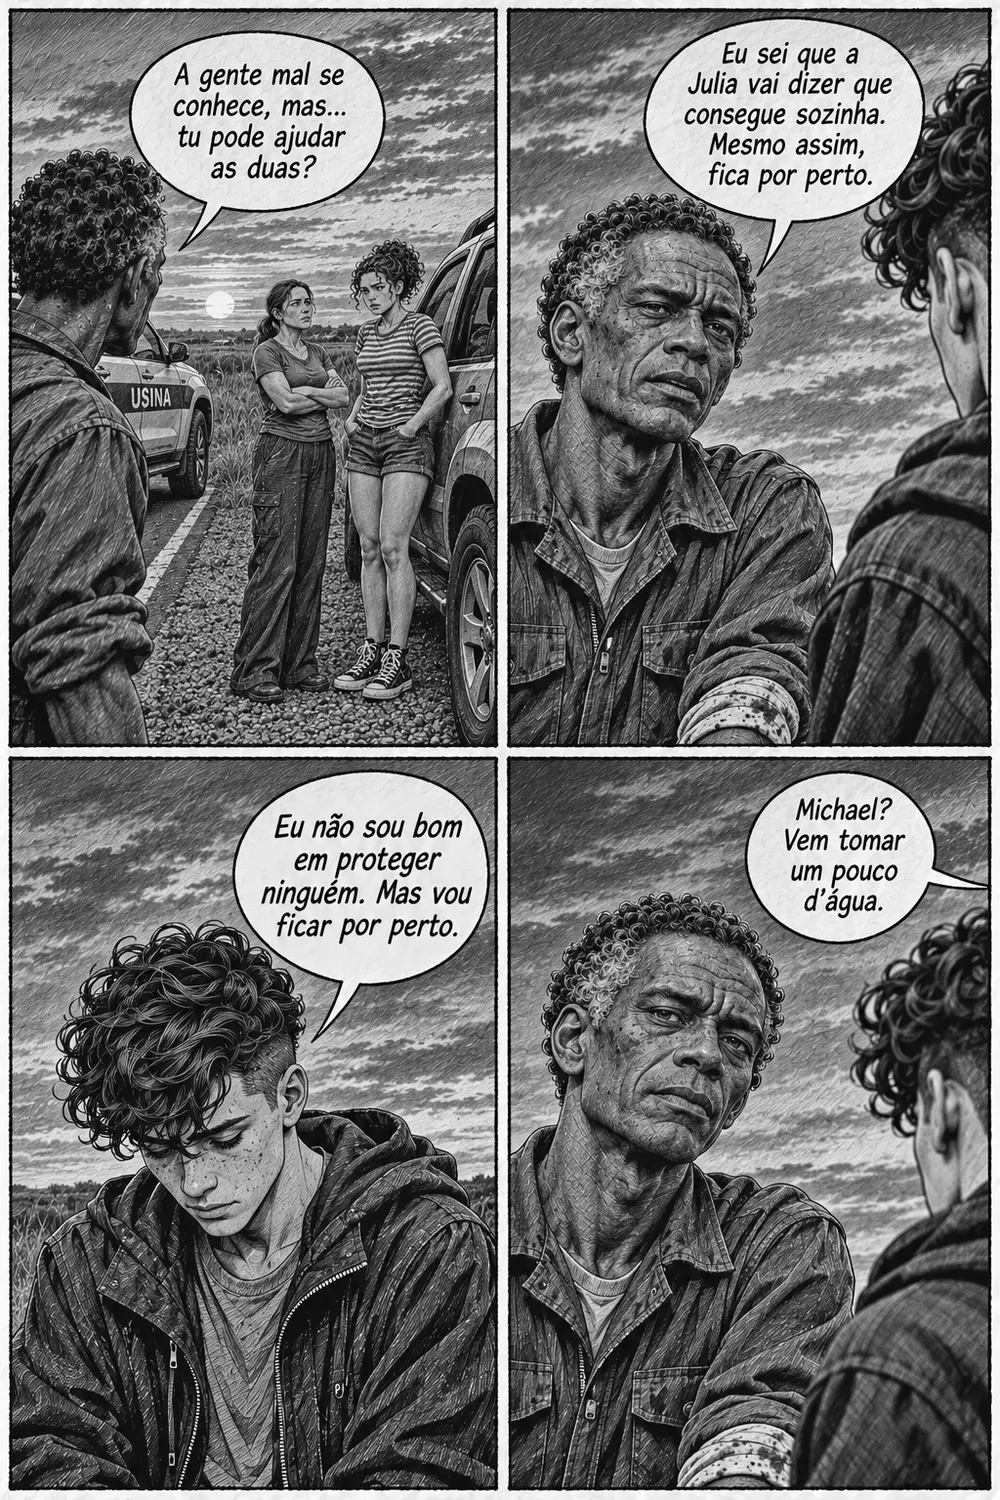 A gente mal se
conhece, mas...
tu pode ajudar
as duas?
USINA
Eu sei que a
Julia vai dizer que
consegue sozinha.
Mesmo assim,
fica por perto.
Eu não sou bom
em proteger
ninguém. Mas vou
ficar por perto.
Michael?
Vem tomar
um pouco
d'água.